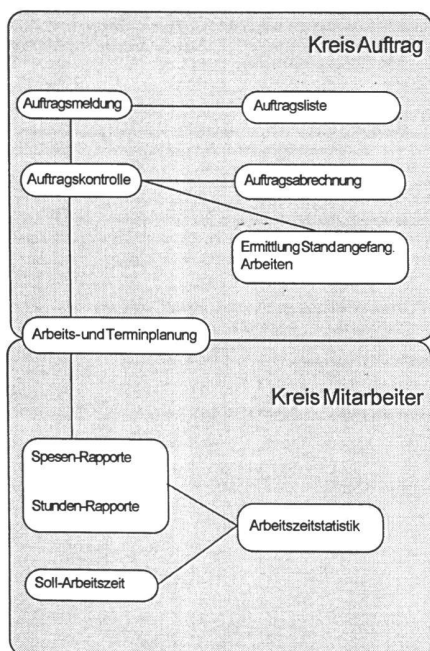 Kreis Auftrag
Auftragsmeldung
Auftragsliste
Auftragskontrolle
Auftragsabrechnung
Ermittlung Stand angefang.
Arbeiten
Arbeits- und Terminplanung
Kreis Mitarbeiter
Spesen-Rapporte
Stunden-Rapporte
Arbeitszeitstatistik
Soll-Arbeitszeit